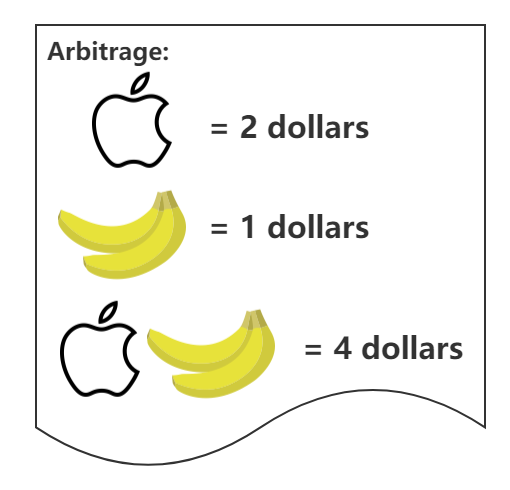 Arbitrage:
= 2 dollars
= 1 dollars
= 4 dollars